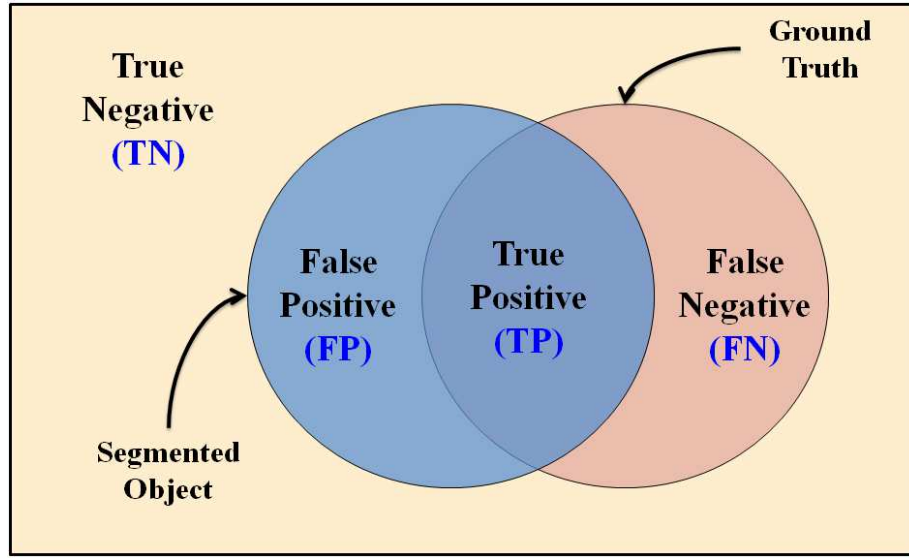 True
Negative
(TN)
Ground
Truth
False
Positive
(FP)
True
Positive
(TP)
False
Negative
(FN)
Segmented
Object